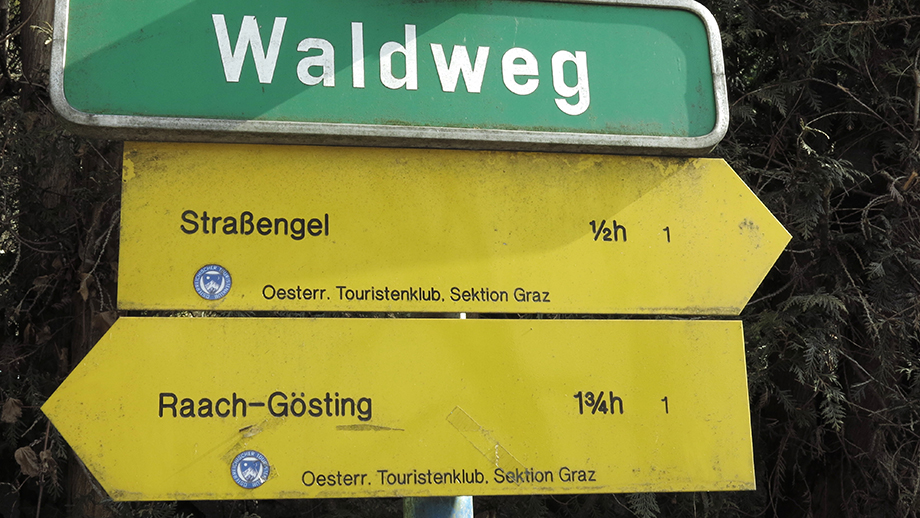 Waldweg
Straßengel ½h 1
Oesterr. Touristenklub. Sektion Graz
Raach-Gösting 1¾h 1
Oesterr. Touristenklub. Sektion Graz